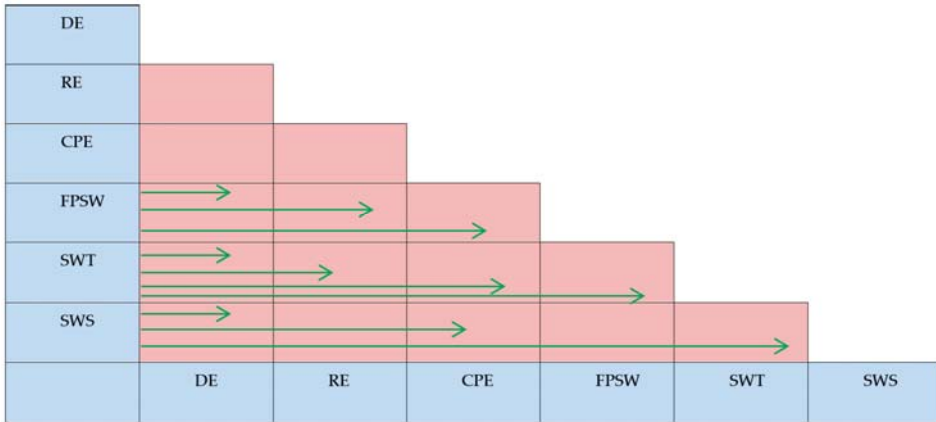 DE
RE
CPE
FPSW
SWT
SWS
DE RE CPE FPSW SWT SWS